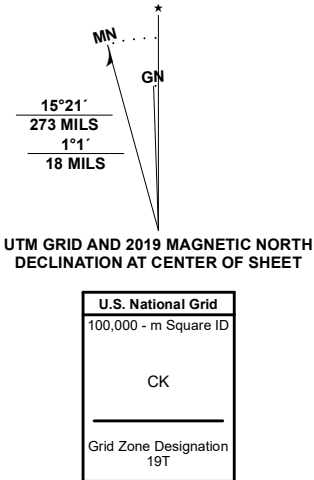 ★
MN
GN
15°21´
273 MILS
1°1´
18 MILS
UTM GRID AND 2019 MAGNETIC NORTH
DECLINATION AT CENTER OF SHEET
U.S. National Grid
100,000 - m Square ID
CK
Grid Zone Designation
19T